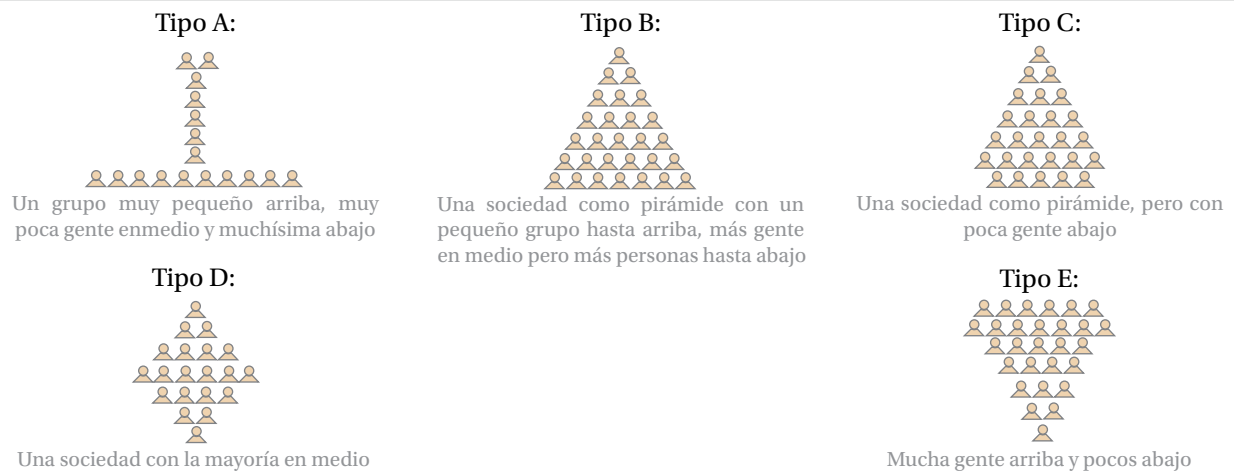 Tipo A:
Un grupo muy pequeño arriba, muy
poca gente enmedio y muchísima abajo
Tipo B:
Una sociedad como pirámide con un
pequeño grupo hasta arriba, más gente
en medio pero más personas hasta abajo
Tipo C:
Una sociedad como pirámide, pero con
poca gente abajo
Tipo D:
Una sociedad con la mayoría en medio
Tipo E:
Mucha gente arriba y pocos abajo